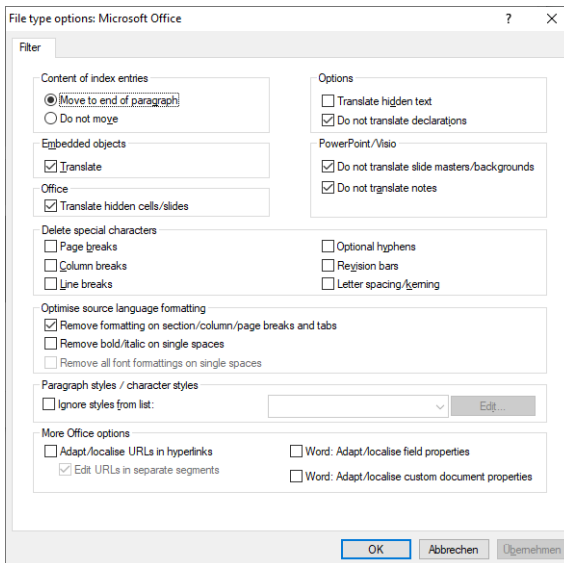 File type options: Microsoft Office
Filter
Content of index entries
Move to end of paragraph
Do not move
Options
Translate hidden text
Do not translate declarations
Embedded objects
Translate
PowerPoint/Visio
Do not translate slide masters/backgrounds
Do not translate notes
Office
Translate hidden cells/slides
Delete special characters
Page breaks
Column breaks
Line breaks
Optional hyphens
Revision bars
Letter spacing/kerning
Optimise source language formatting
Remove formatting on section/column/page breaks and tabs
Remove bold/italic on single spaces
Remove all font formattings on single spaces
Paragraph styles / character styles
Ignore styles from list:
Edit...
More Office options
Adapt/localise URLs in hyperlinks
Edit URLs in separate segments
Word: Adapt/localise field properties
Word: Adapt/localise custom document properties
OK
Abbrechen
Übernehmen